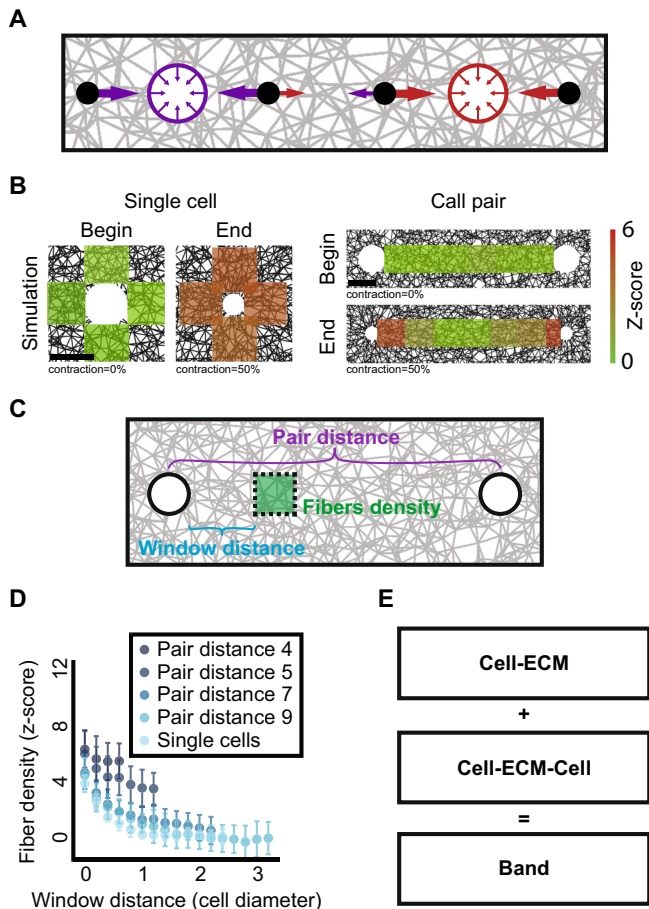 A
B
Single cell
Call pair
Begin
End
Simulation
contraction=0%
contraction=50%
Begin
contraction=0%
End
contraction=50%
6
Z-score
0
C
Pair distance
Fibers density
Window distance
D
E
Fiber density (z-score)
12
8
4
0
Pair distance 4
Pair distance 5
Pair distance 7
Pair distance 9
Single cells
0
1
2
3
Window distance (cell diameter)
Cell-ECM
+
Cell-ECM-Cell
=
Band